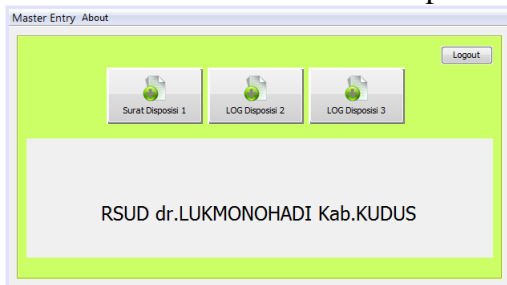 Master Entry About
Logout
Surat Disposisi 1 LOG Disposisi 2 LOG Disposisi 3
RSUD dr.LUKMONOHADI Kab.KUDUS